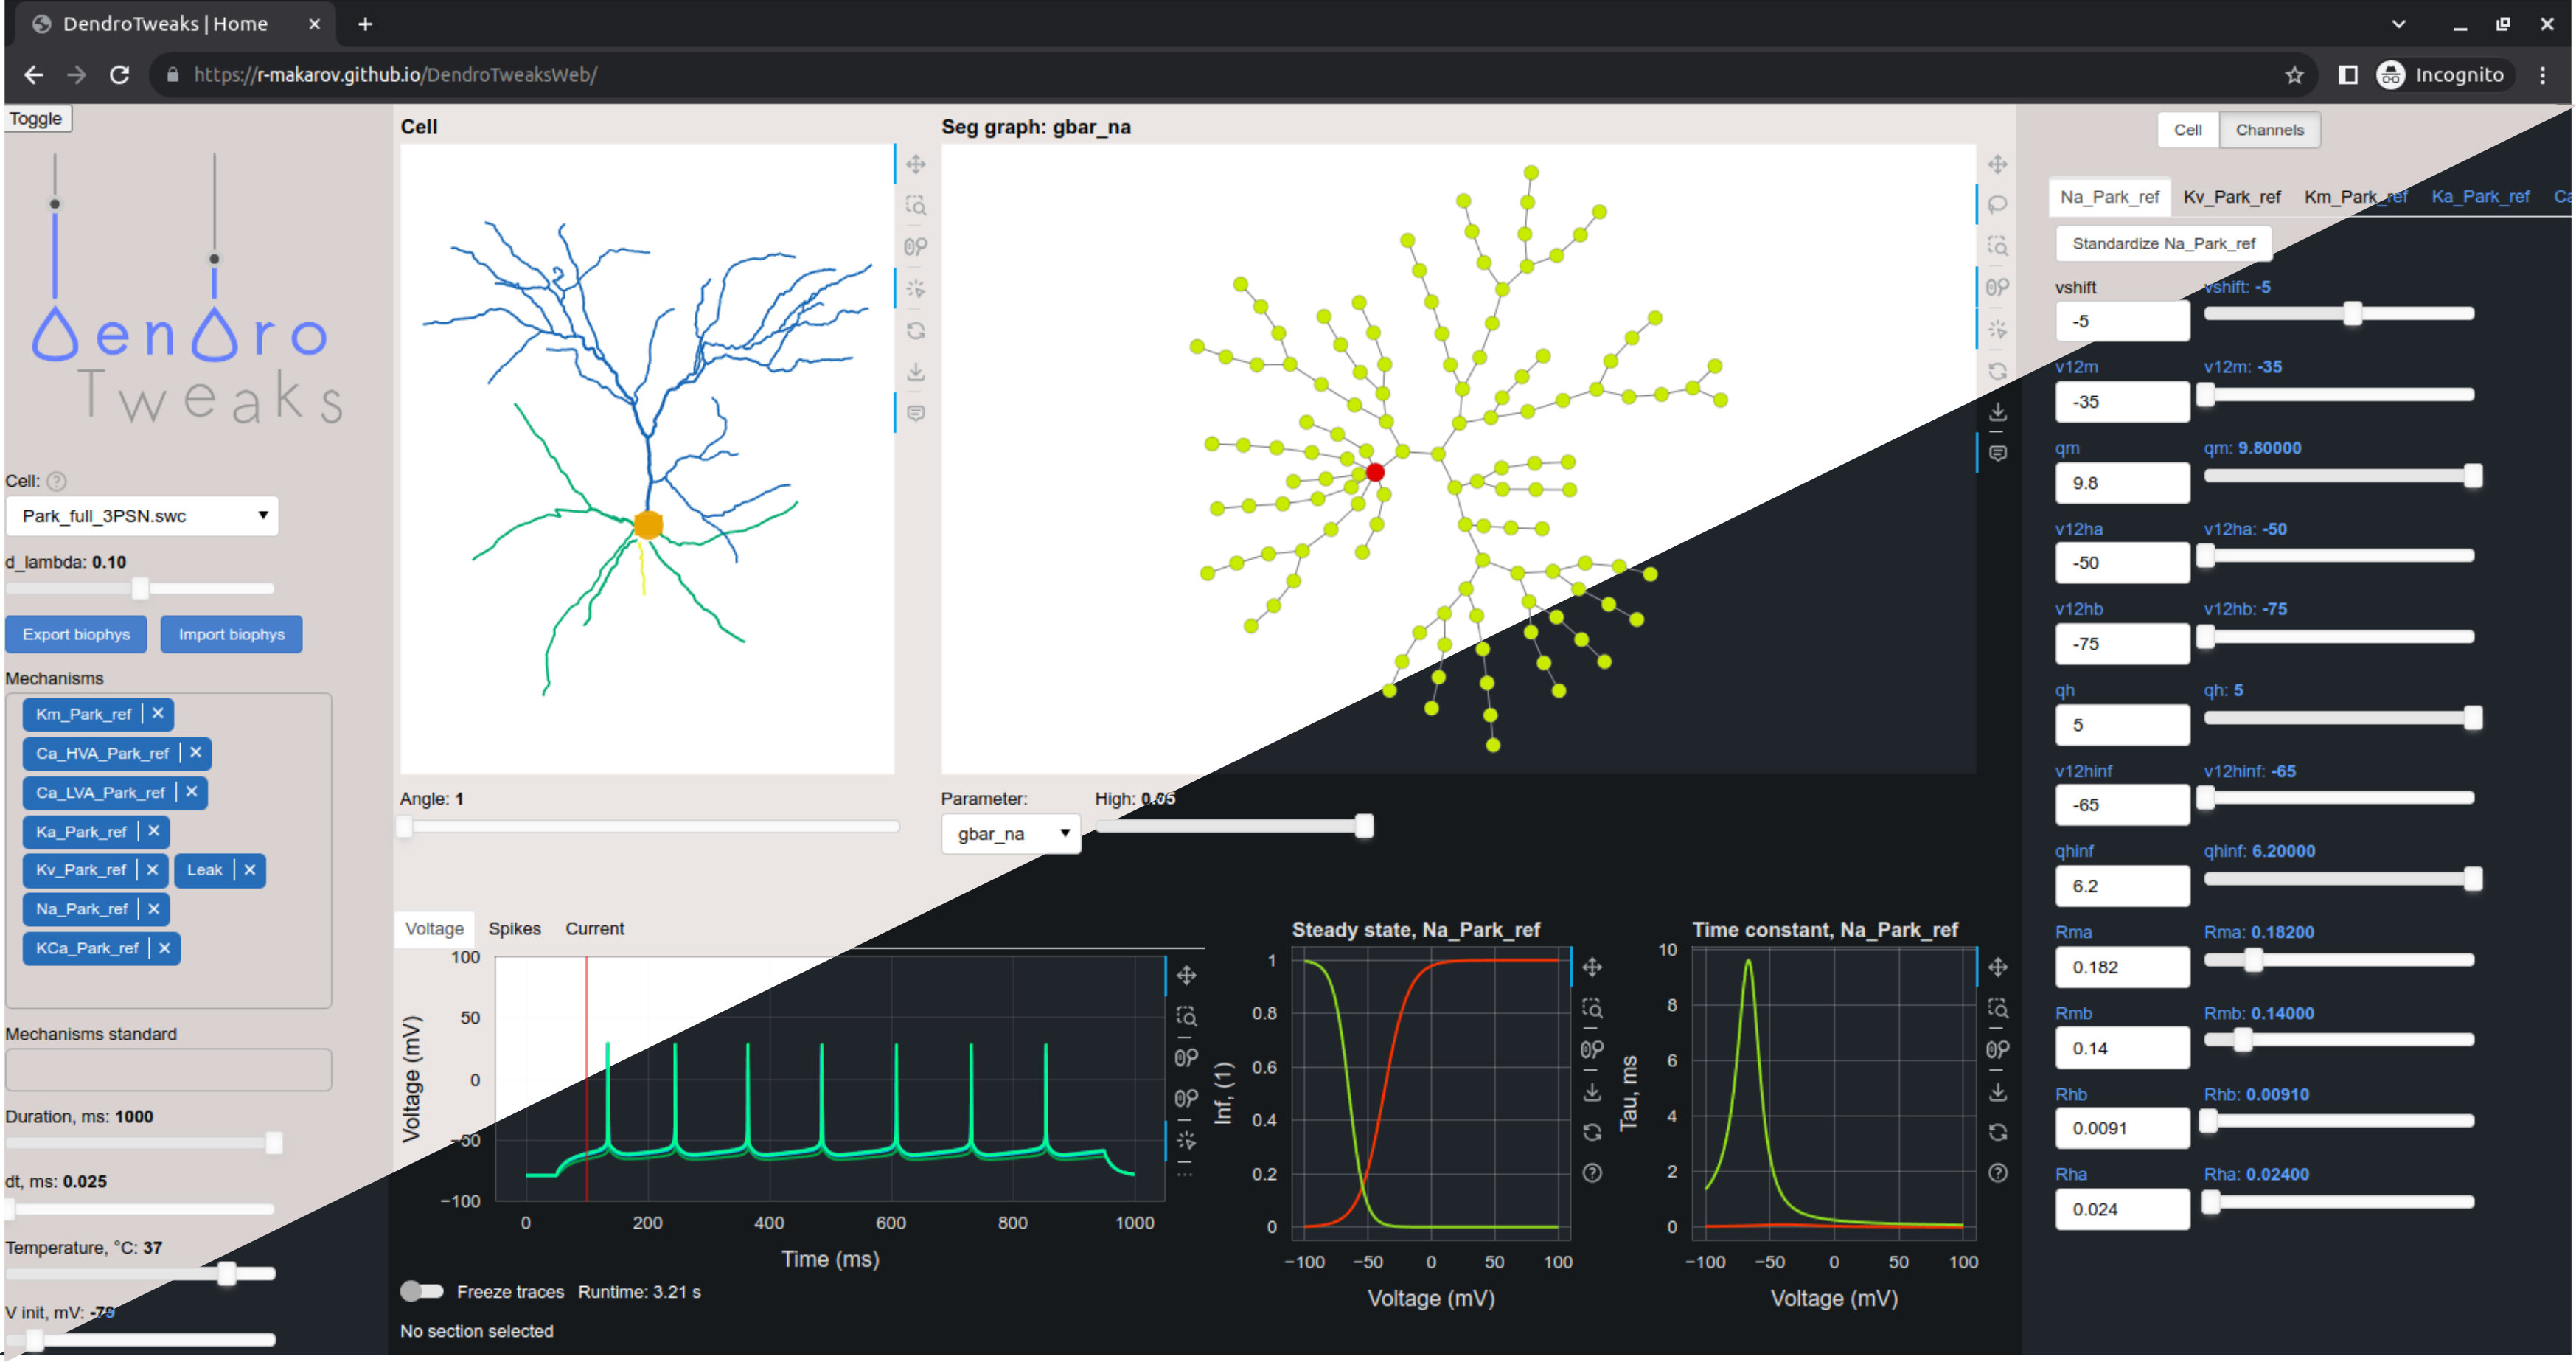 DendroTweaks | Home
https://r-makarov.github.io/DendroTweaksWeb/
Incognito
Toggle
Dendro
Tweaks
Cell:
Park_full_3PSN.swc
d_lambda: 0.10
Export biophys Import biophys
Mechanisms
Km_Park_ref
Ca_HVA_Park_ref
Ca_LVA_Park_ref
Ka_Park_ref
Kv_Park_ref Leak
Na_Park_ref
KCa_Park_ref
Mechanisms standard
Duration, ms: 1000
dt, ms: 0.025
Temperature, °C: 37
V init, mV: -79
Cell
Angle: 1
Seg graph: gbar_na
Parameter: High: 0.05
gbar_na
Voltage Spikes Current
Voltage (mV)
100
50
0
−50
−100
0 200 400 600 800 1000
Time (ms)
Freeze traces Runtime: 3.21 s
No section selected
Steady state, Na_Park_ref
Inf, (1)
1
0.8
0.6
0.4
0.2
0
−100 −50 0 50 100
Voltage (mV)
Time constant, Na_Park_ref
Tau, ms
10
8
6
4
2
0
−100 −50 0 50 100
Voltage (mV)
Cell Channels
Na_Park_ref Kv_Park_ref Km_Park_ref Ka_Park_ref Ca
Standardize Na_Park_ref
vshift vshift: -5
-5
v12m v12m: -35
-35
qm qm: 9.80000
9.8
v12ha v12ha: -50
-50
v12hb v12hb: -75
-75
qh qh: 5
5
v12hinf v12hinf: -65
-65
qhinf qhinf: 6.20000
6.2
Rma Rma: 0.18200
0.182
Rmb Rmb: 0.14000
0.14
Rhb Rhb: 0.00910
0.0091
Rha Rha: 0.02400
0.024